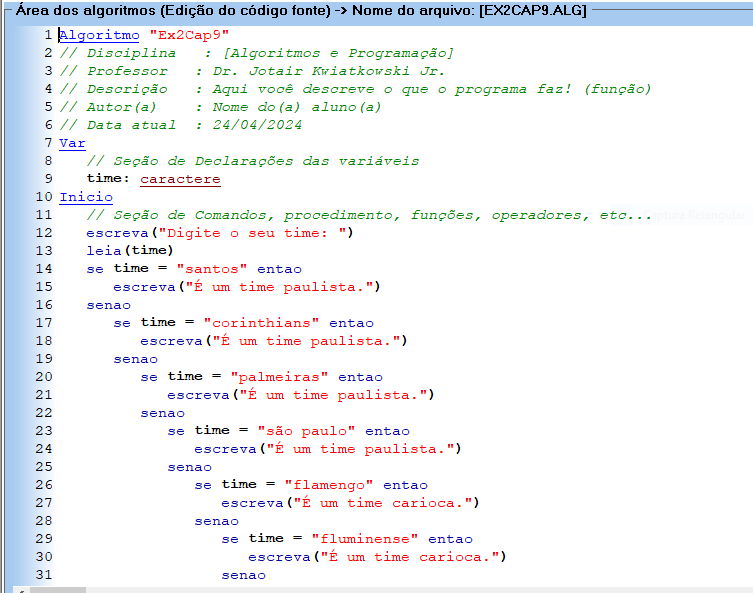 Área dos algoritmos (Edição do código fonte) -> Nome do arquivo: [EX2CAP9.ALG]
1 Algoritmo "Ex2Cap9"
2 // Disciplina   : [Algoritmos e Programação]
3 // Professor   : Dr. Jotair Kwiatkowski Jr.
4 // Descrição   : Aqui você descreve o que o programa faz! (função)
5 // Autor(a)    : Nome do(a) aluno(a)
6 // Data atual  : 24/04/2024
7 Var
8    // Seção de Declarações das variáveis
9    time: caractere
10 Inicio
11    // Seção de Comandos, procedimento, funções, operadores, etc...
12    escreva("Digite o seu time: ")
13    leia(time)
14    se time = "santos" entao
15       escreva("É um time paulista.")
16    senao
17       se time = "corinthians" entao
18          escreva("É um time paulista.")
19       senao
20          se time = "palmeiras" entao
21             escreva("É um time paulista.")
22          senao
23             se time = "são paulo" entao
24                escreva("É um time paulista.")
25             senao
26                se time = "flamengo" entao
27                   escreva("É um time carioca.")
28                senao
29                   se time = "fluminense" entao
30                      escreva("É um time carioca.")
31                   senao